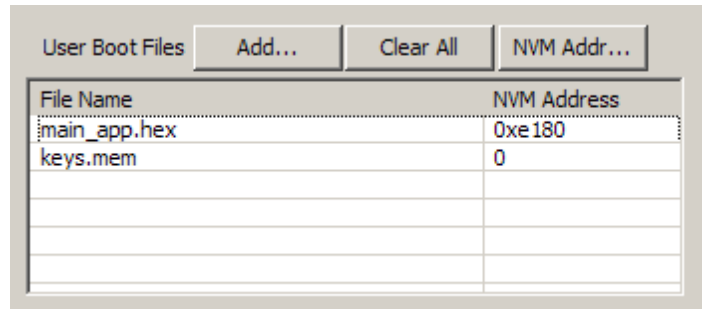 User Boot Files Add... Clear All NVM Addr...
File Name NVM Address
main_app.hex 0xe180
keys.mem 0